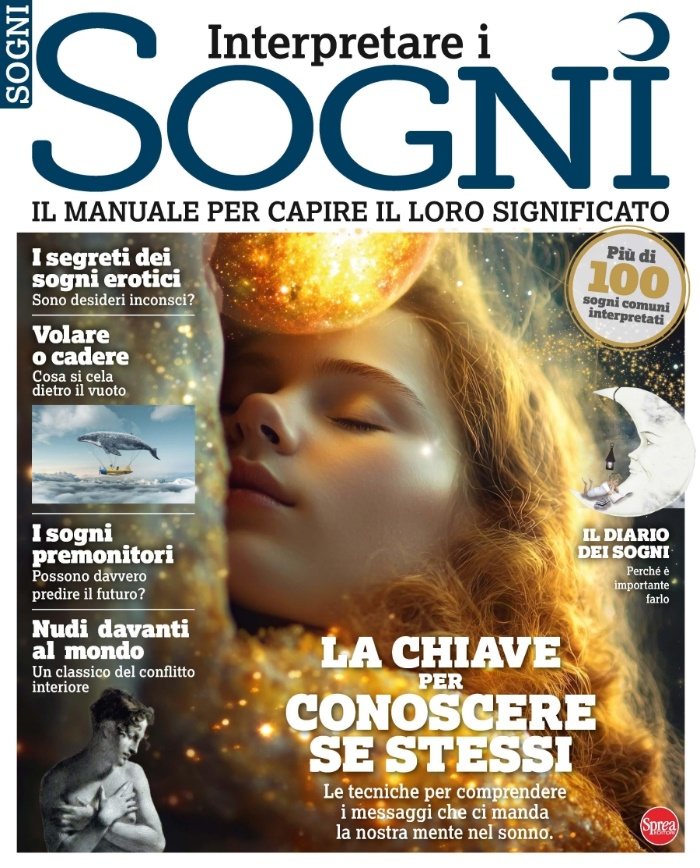 SOGNI
Interpretare i
SOGNI
IL MANUALE PER CAPIRE IL LORO SIGNIFICATO
I segreti dei
sogni erotici
Sono desideri inconsci?
Volare
o cadere
Cosa si cela
dietro il vuoto
I sogni
premonitori
Possono davvero
predire il futuro?
Nudi davanti
al mondo
Un classico del conflitto
interiore
Più di
100
sogni comuni
interpretati
IL DIARIO
DEI SOGNI
Perché è
importante
farlo
LA CHIAVE
PER
CONOSCERE
SE STESSI
Le tecniche per comprendere
i messaggi che ci manda
la nostra mente nel sonno.
Sprea
EDITORI